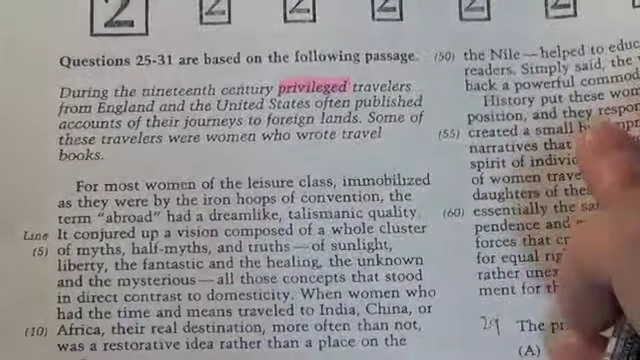 2 2 2 2 2 2
Questions 25-31 are based on the following passage.
During the nineteenth century privileged travelers
from England and the United States often published
accounts of their journeys to foreign lands. Some of
these travelers were women who wrote travel
books.
For most women of the leisure class, immobilized
as they were by the iron hoops of convention, the
term “abroad” had a dreamlike, talismanic quality.
Line It conjured up a vision composed of a whole cluster
(5) of myths, half-myths, and truths — of sunlight,
liberty, the fantastic and the healing, the unknown
and the mysterious — all those concepts that stood
in direct contrast to domesticity. When women who
had the time and means traveled to India, China, or
(10) Africa, their real destination, more often than not,
was a restorative idea rather than a place on the
(50) the Nile — helped to educ
readers. Simply said, the
back a powerful commod
History put these wom
position, and they respon
(55) created a small
narratives that
spirit of indivi
of women trave
daughters of thes
(60) essentially the sa
pendence and
forces that cr
for equal rig
rather unex
ment for th
29 The pr
(A)